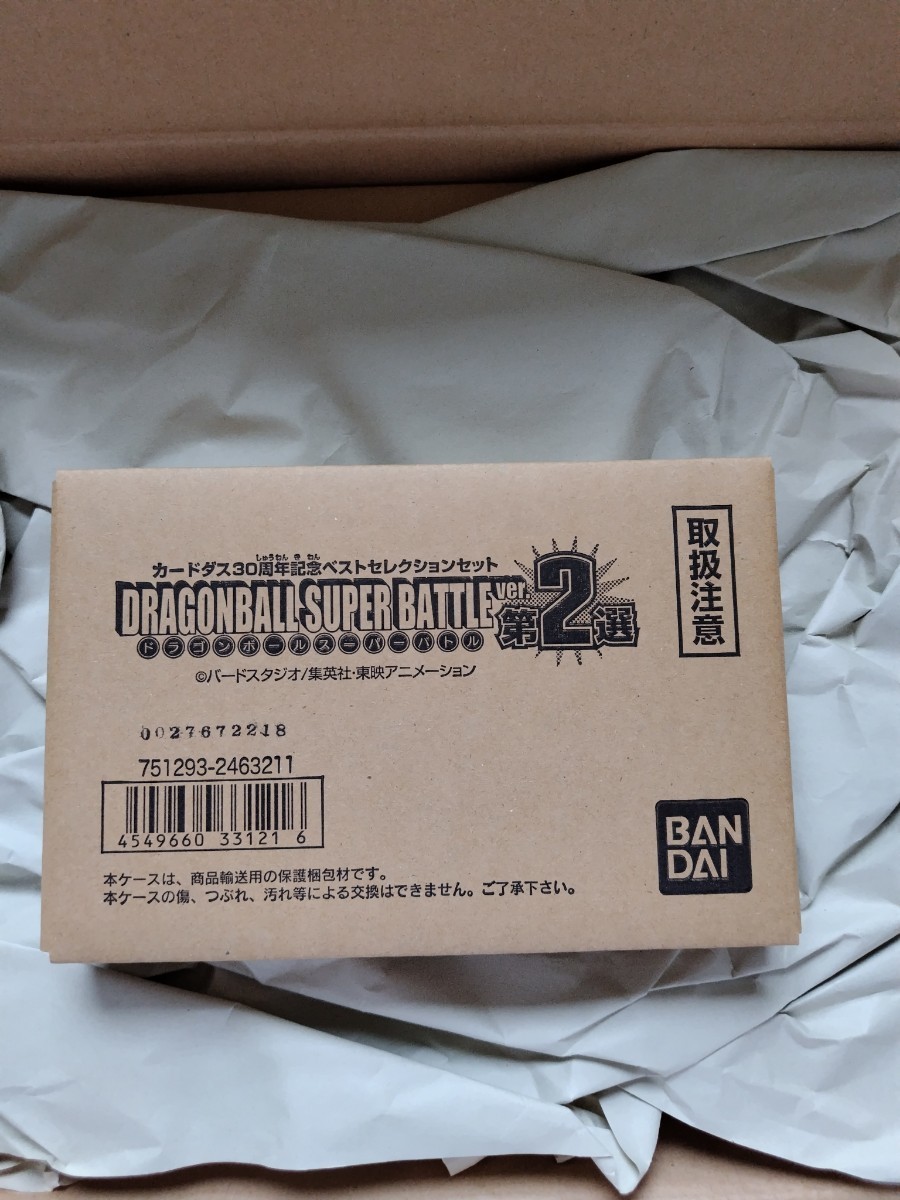 しゅうねん き ねん
カードダス30周年記念ベストセレクションセット
DRAGONBALL SUPER BATTLE ver.
ドラゴンボールスーパーバトル 第2選
©バードスタジオ/集英社・東映アニメーション
取扱注意
0027672218
751293-2463211
4549660 33121 6
BAN
DAI
本ケースは、商品輸送用の保護梱包材です。
本ケースの傷、つぶれ、汚れ等による交換はできません。ご了承下さい。